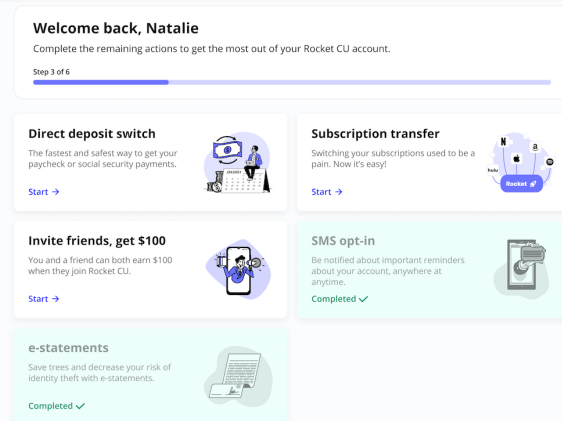 Welcome back, Natalie
Complete the remaining actions to get the most out of your Rocket CU account.
Step 3 of 6
Direct deposit switch
The fastest and safest way to get your
paycheck or social security payments.
Start →
JANUARY
Subscription transfer
Switching your subscriptions used to be a
pain. Now it's easy!
Start →
N
a
hulu
Rocket
Invite friends, get $100
You and a friend can both earn $100
when they join Rocket CU.
Start →
SMS opt-in
Be notified about important reminders
about your account, anywhere at
anytime.
Completed ✓
e-statements
Save trees and decrease your risk of
identity theft with e-statements.
Completed ✓